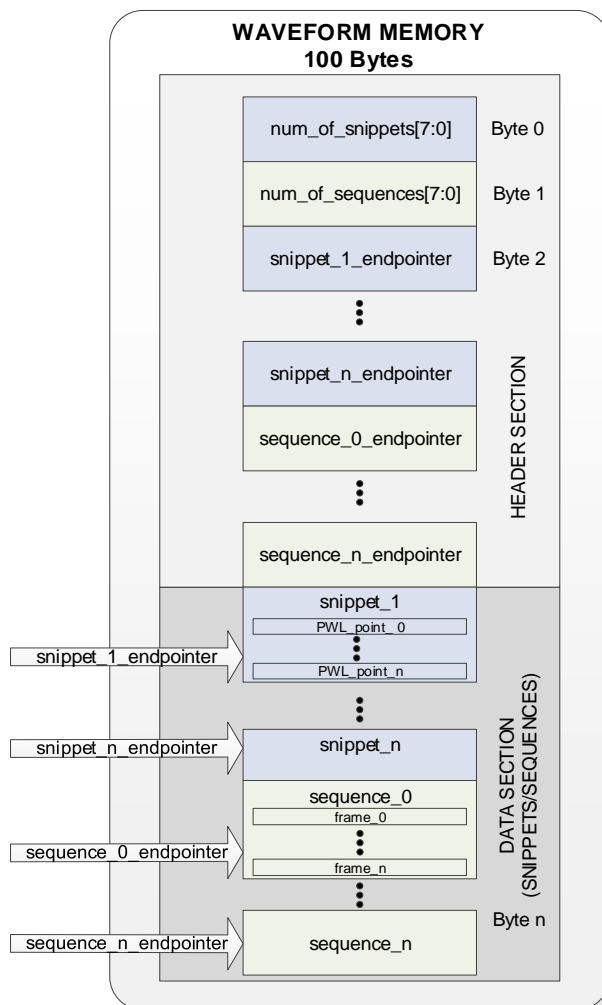 WAVEFORM MEMORY
100 Bytes
num_of_snippets[7:0]
Byte 0
num_of_sequences[7:0]
Byte 1
snippet_1_endpointer
Byte 2
snippet_n_endpointer
sequence_0_endpointer
sequence_n_endpointer
HEADER SECTION
snippet_1
PWL_point_0
snippet_1_endpointer
PWL_point_n
snippet_n_endpointer
snippet_n
sequence_0
frame_0
sequence_0_endpointer
frame_n
DATA SECTION
(SNIPPETS/SEQUENCES)
Byte n
sequence_n_endpointer
sequence_n